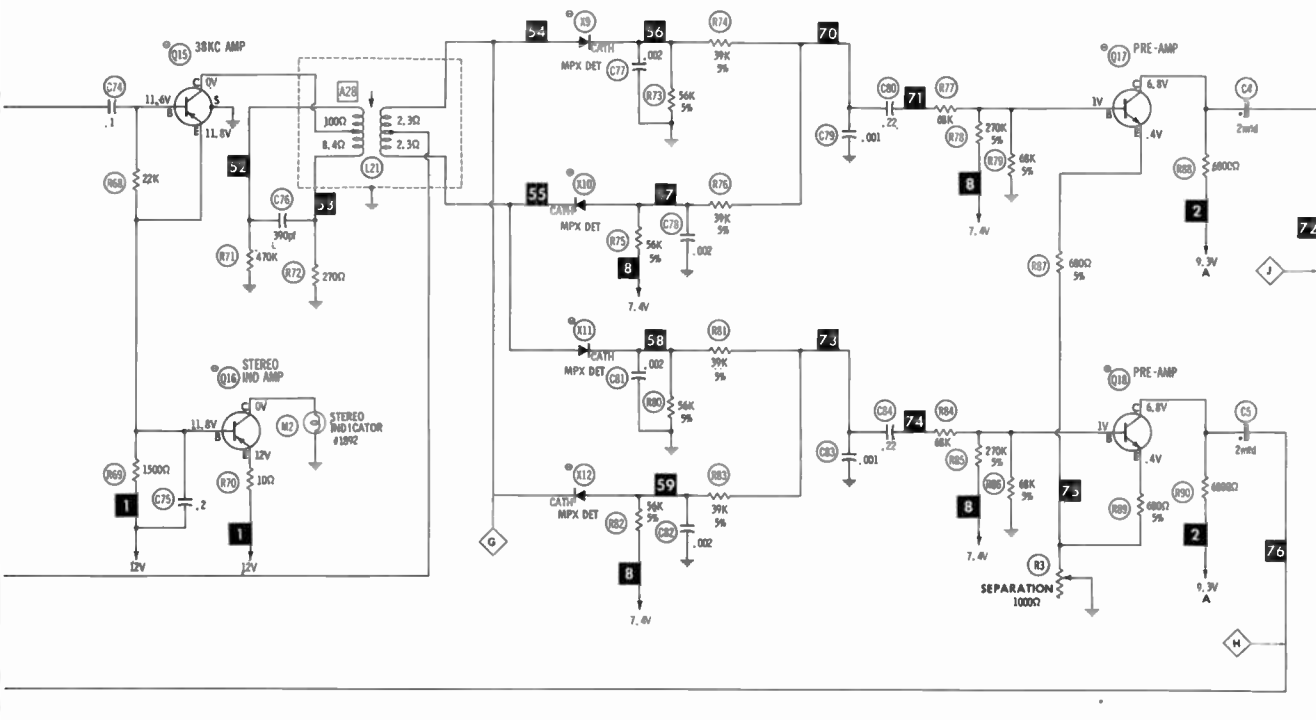 Q15 38KC AMP
C 0V
S
C74
11.6V
B
.1
E 11.8V
R68 22K
52
A28
100Ω
8.4Ω
2.3Ω
2.3Ω
L21
C76
390pf
53
R71 470K
R72 270Ω
Q16 STEREO
IND AMP
C 0V
11.8V
B
E 12V
M2
STEREO
INDICATOR
#1892
R69 1500Ω
C75 .2
R70 10Ω
1
1
12V
12V
54
X9
CATH
MPX DET
56
C77 .002
R73 56K
5%
R74
39K
5%
70
55
X10
CATH
MPX DET
R75 56K
5%
8
7.4V
C78 .002
R76
39K
5%
X11
CATH
MPX DET
58
C81 .002
R80 56K
5%
R81
39K
5%
73
X12
CATH
MPX DET
59
R82 56K
5%
8
7.4V
C82 .002
R83
39K
5%
G
C79 .001
C80
.22
71
R77
68K
R78 270K
5%
R79 68K
5%
8
7.4V
Q17 PRE-AMP
C 6.8V
1V
B
E .4V
R87 680Ω
5%
R88 6800Ω
2
9.3V
A
C4
2mfd
72
J
C83 .001
C84
.22
74
R84
68K
R85 270K
5%
R86 68K
5%
8
7.4V
Q18 PRE-AMP
C 6.8V
1V
B
E .4V
75
R89 680Ω
5%
R90 6800Ω
2
9.3V
A
C5
2mfd
76
R3
SEPARATION
1000Ω
H